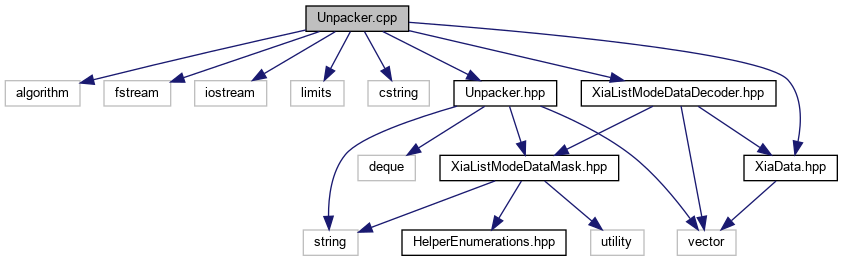 Unpacker.cpp
algorithm
fstream
iostream
limits
cstring
Unpacker.hpp
XiaListModeDataDecoder.hpp
deque
XiaListModeDataMask.hpp
XiaData.hpp
string
HelperEnumerations.hpp
utility
vector